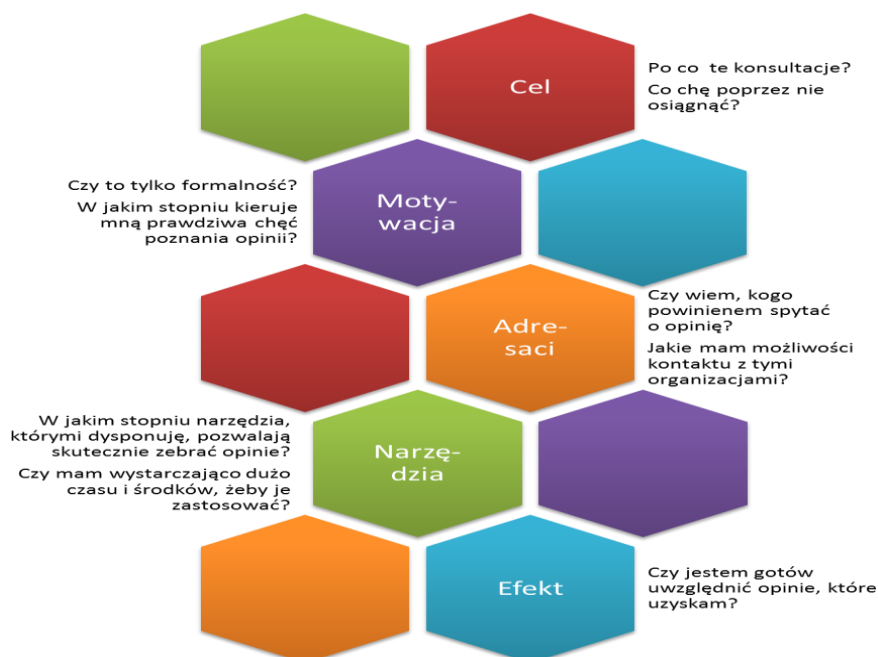 Cel
Po co te konsultacje?
Co chę poprzez nie
osiągnąć?
Czy to tylko formalność?
W jakim stopniu kieruje
mną prawdziwa chęć
poznania opinii?
Moty-
wacja
Adre-
saci
Czy wiem, kogo
powinienem spytać
o opinię?
Jakie mam możliwości
kontaktu z tymi
organizacjami?
W jakim stopniu narzędzia,
którymi dysponuję, pozwalają
skutecznie zebrać opinie?
Czy mam wystarczająco dużo
czasu i środków, żeby je
zastosować?
Narzę-
dzia
Efekt
Czy jestem gotów
uwzględnić opinie, które
uzyskam?